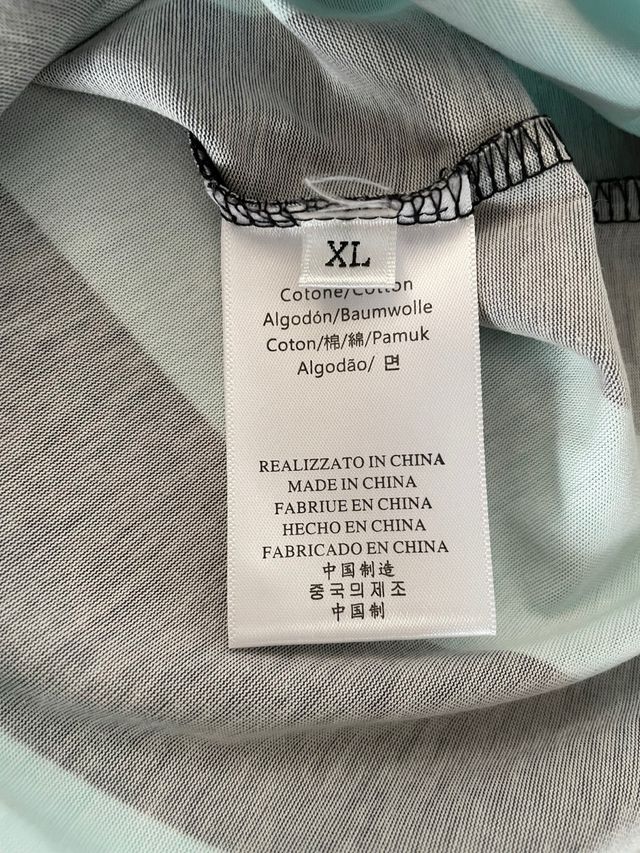 XL
Cotone/Cotton
Algodón/Baumwolle
Coton/棉/綿/Pamuk
Algodão/ 면
REALIZZATO IN CHINA
MADE IN CHINA
FABRIUE EN CHINA
HECHO EN CHINA
FABRICADO EN CHINA
中国制造
중국믜제조
中国制